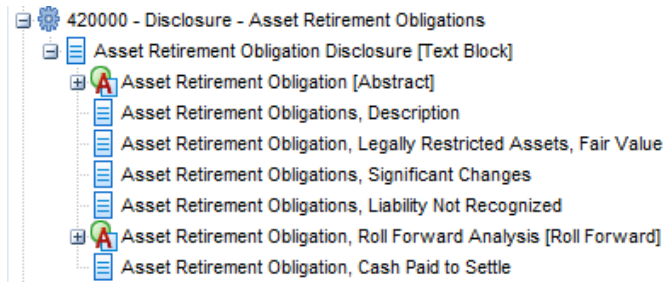 420000 - Disclosure - Asset Retirement Obligations
Asset Retirement Obligation Disclosure [Text Block]
Asset Retirement Obligation [Abstract]
Asset Retirement Obligations, Description
Asset Retirement Obligation, Legally Restricted Assets, Fair Value
Asset Retirement Obligations, Significant Changes
Asset Retirement Obligations, Liability Not Recognized
Asset Retirement Obligation, Roll Forward Analysis [Roll Forward]
Asset Retirement Obligation, Cash Paid to Settle